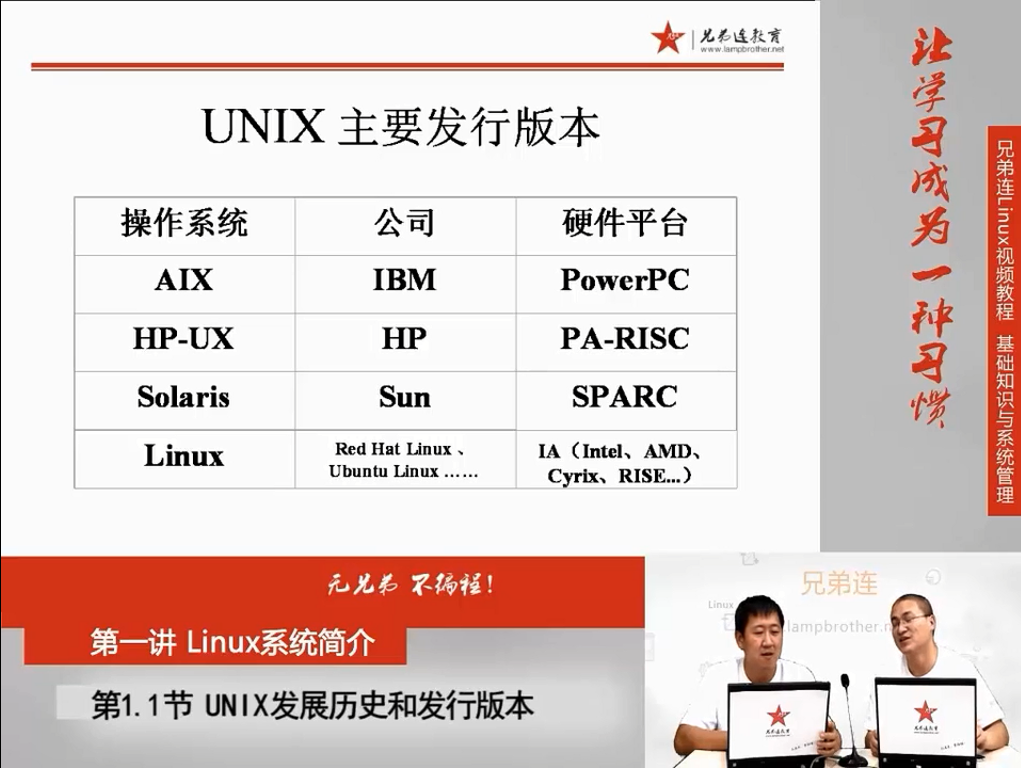 兄弟连教育
www.lampbrother.net
UNIX 主要发行版本
操作系统 公司 硬件平台
AIX IBM PowerPC
HP-UX HP PA-RISC
Solaris Sun SPARC
Linux Red Hat Linux 、 IA（Intel、AMD、
Ubuntu Linux …… Cyrix、RISE...）
让学习成为一种习惯
兄弟连Linux视频教程 基础知识与系统管理
无兄弟 不编程!
第一讲 Linux系统简介
第1.1节 UNIX发展历史和发行版本
兄弟连
Linux
lampbrother.n